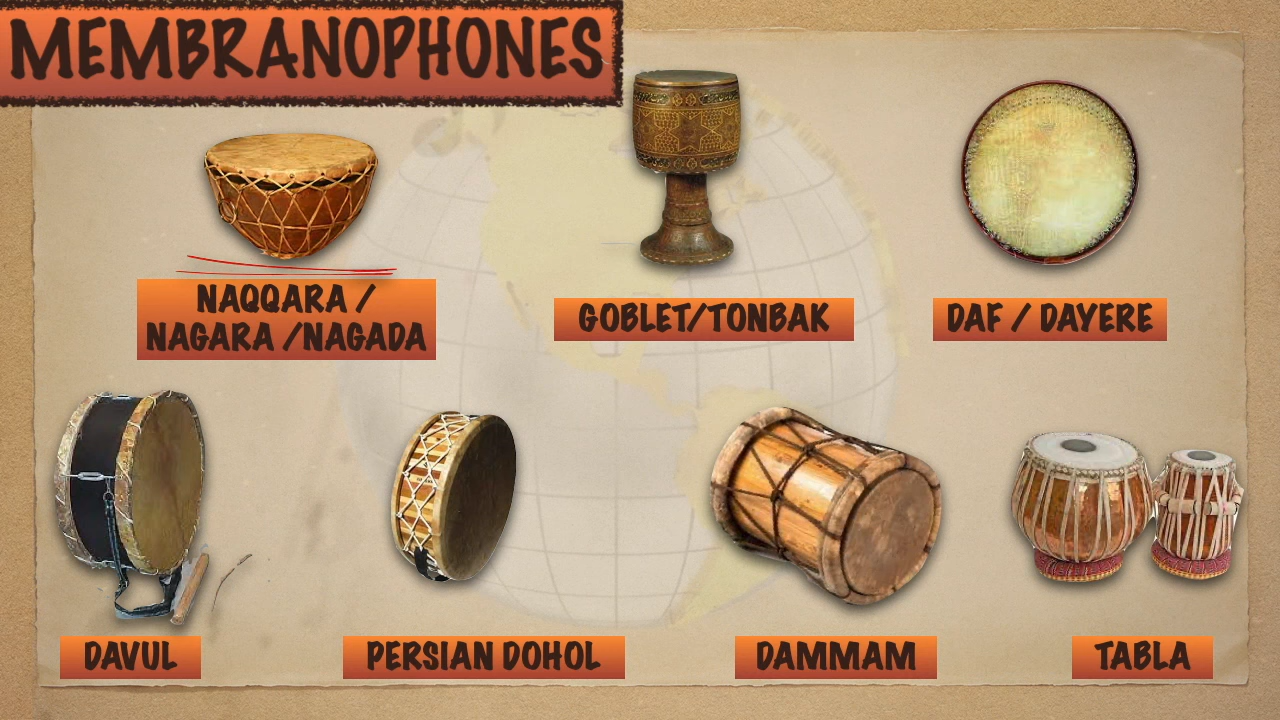 MEMBRANOPHONES
NAQQARA /
NAGARA /NAGADA
GOBLET/TONBAK
DAF / DAYERE
DAVUL
PERSIAN DOHOL
DAMMAM
TABLA